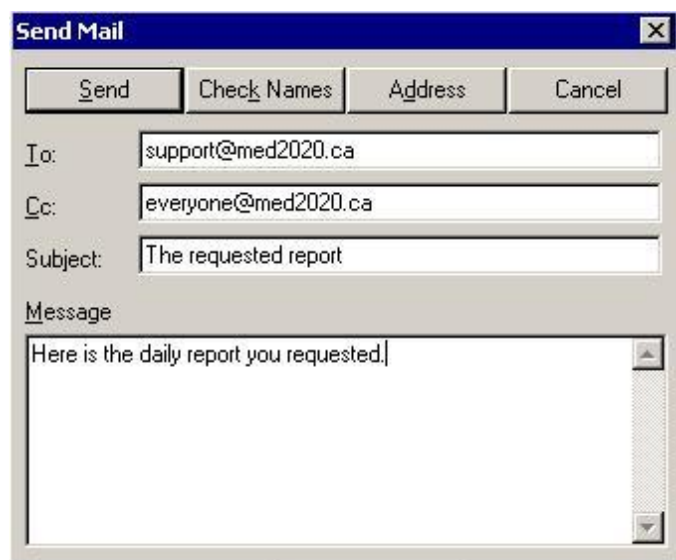 Send Mail
Send Check Names Address Cancel
To: support@med2020.ca
Cc: everyone@med2020.ca
Subject: The requested report
Message
Here is the daily report you requested.